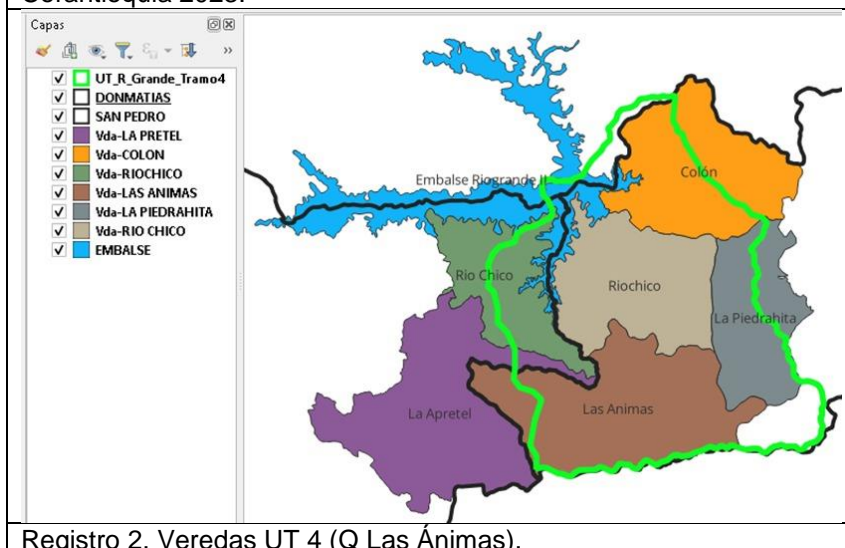 Corantioquia 2023.
Capas
UT_R_Grande_Tramo4
DONMATIAS
SAN PEDRO
Vda-LA PRETEL
Vda-COLON
Vda-RIOCHICO
Vda-LAS ANIMAS
Vda-LA PIEDRAHITA
Vda-RIO CHICO
EMBALSE
Embalse Riogrande II
Colón
Rio Chico
Riochico
La Piedrahita
La Apretel
Las Animas
Registro 2. Veredas UT 4 (Q Las Ánimas).